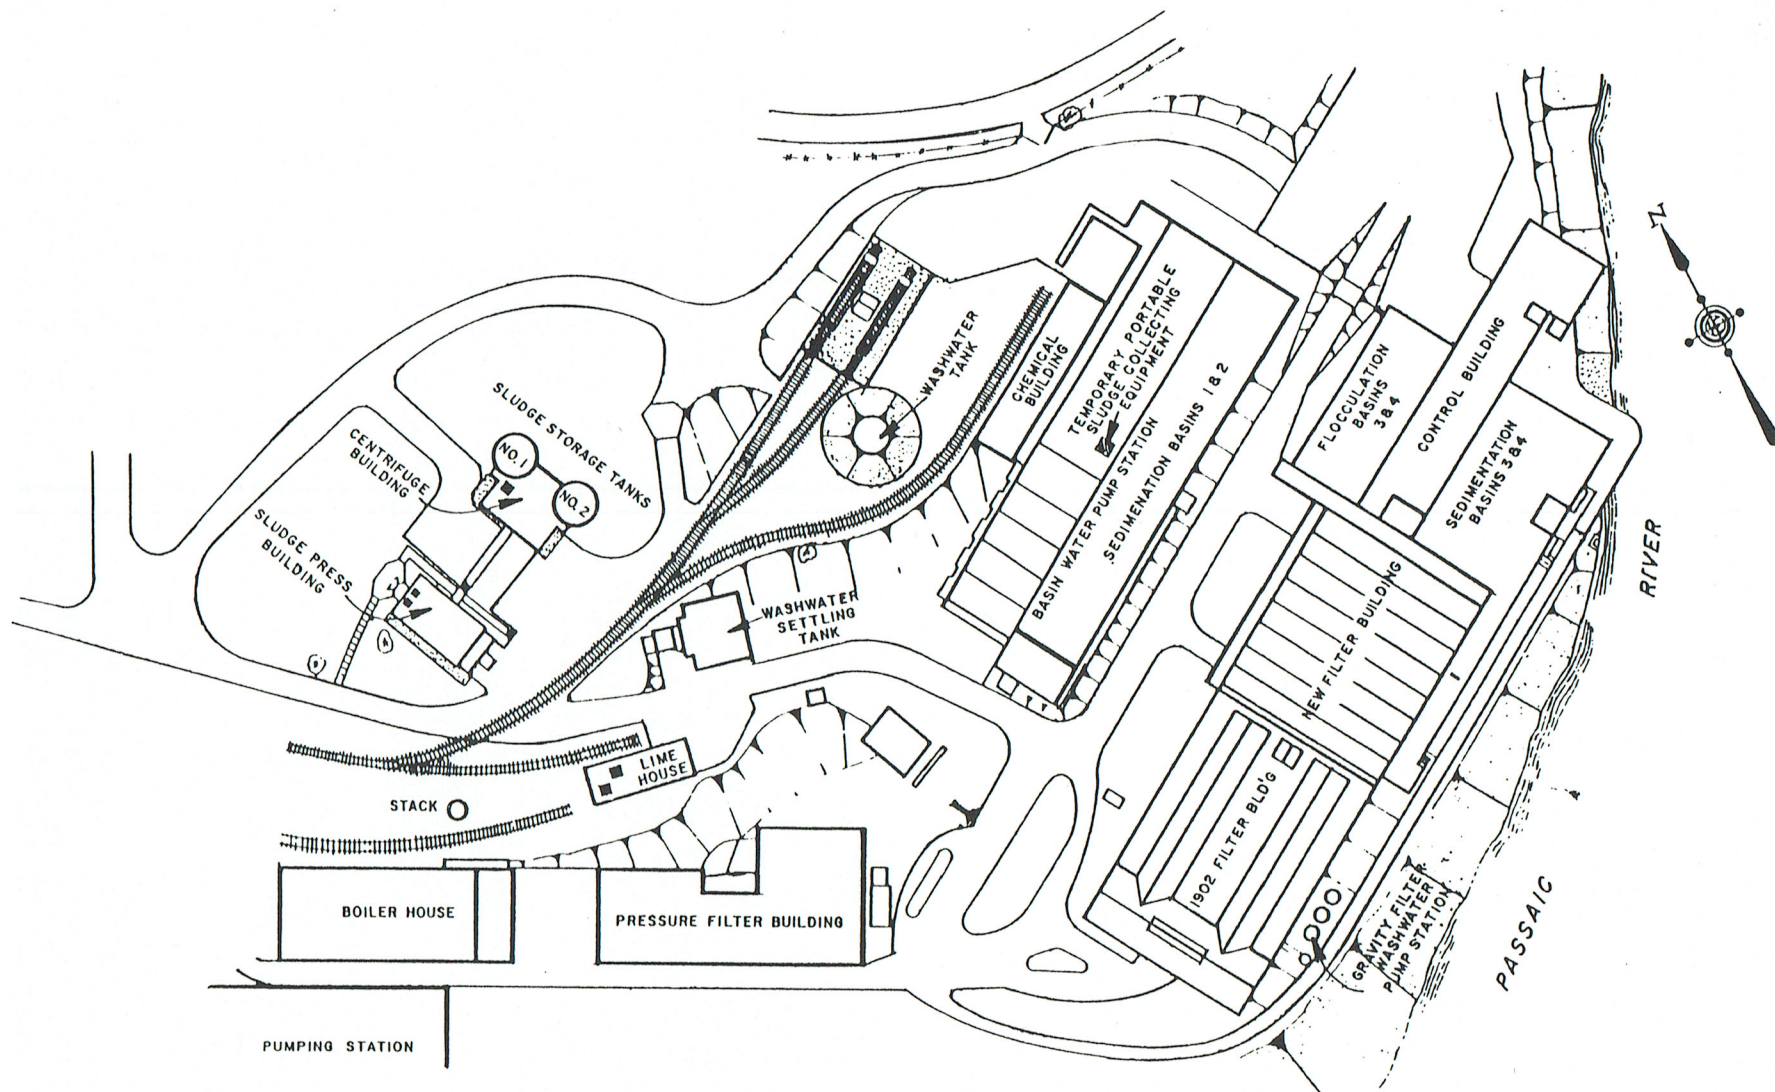 N
WASHWATER
TANK
CHEMICAL
BUILDING
TEMPORARY PORTABLE
SLUDGE COLLECTING
EQUIPMENT
BASIN WATER PUMP STATION
SEDIMENATION BASINS 1 & 2
FLOCCULATION
BASINS
3 & 4
CONTROL BUILDING
SEDIMENTATION
BASINS 3 & 4
SLUDGE STORAGE TANKS
NO. 1
NO. 2
CENTRIFUGE
BUILDING
SLUDGE PRESS
BUILDING
WASHWATER
SETTLING
TANK
NEW FILTER BUILDING
1902 FILTER BLD'G
LIME
HOUSE
STACK
BOILER HOUSE
PRESSURE FILTER BUILDING
GRAVITY FILTER
WASHWATER
PUMP STATION
PASSAIC
RIVER
PUMPING STATION